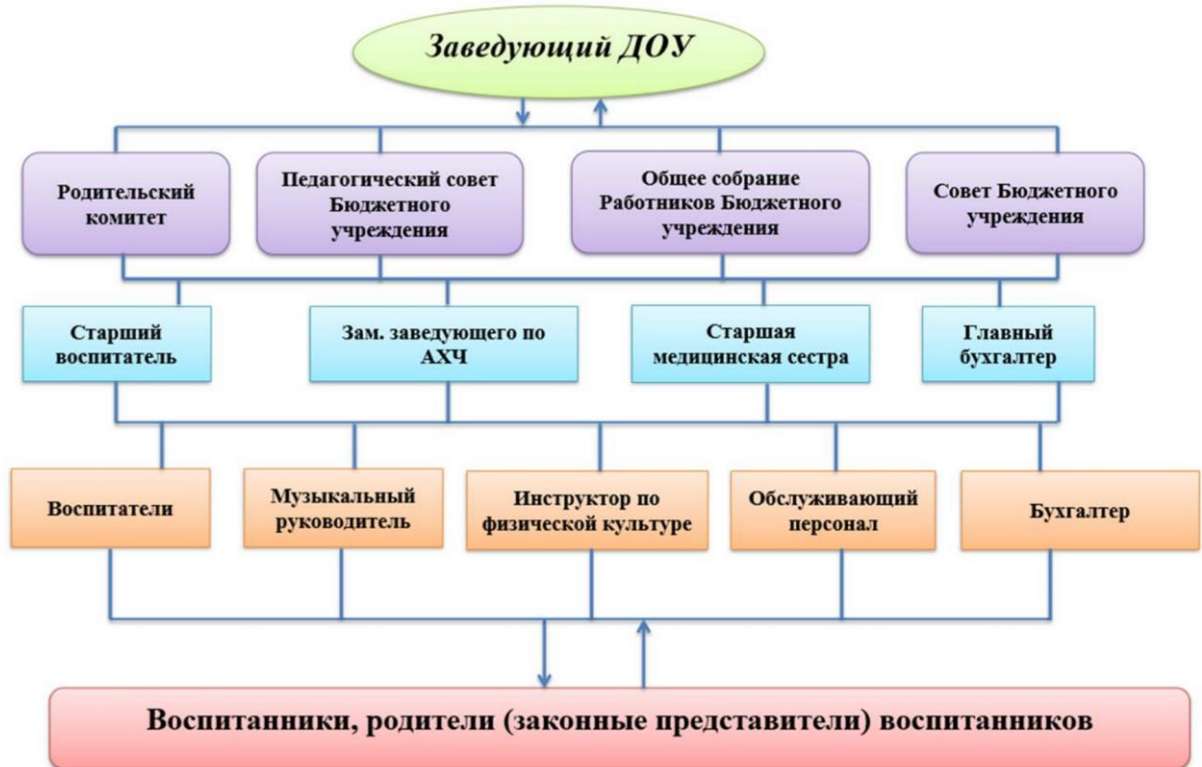 Заведующий ДОУ
Родительский
комитет
Педагогический совет
Бюджетного
учреждения
Общее собрание
Работников Бюджетного
учреждения
Совет Бюджетного
учреждения
Старший
воспитатель
Зам. заведующего по
АХЧ
Старшая
медицинская сестра
Главный
бухгалтер
Воспитатели
Музыкальный
руководитель
Инструктор по
физической культуре
Обслуживающий
персонал
Бухгалтер
Воспитанники, родители (законные представители) воспитанников